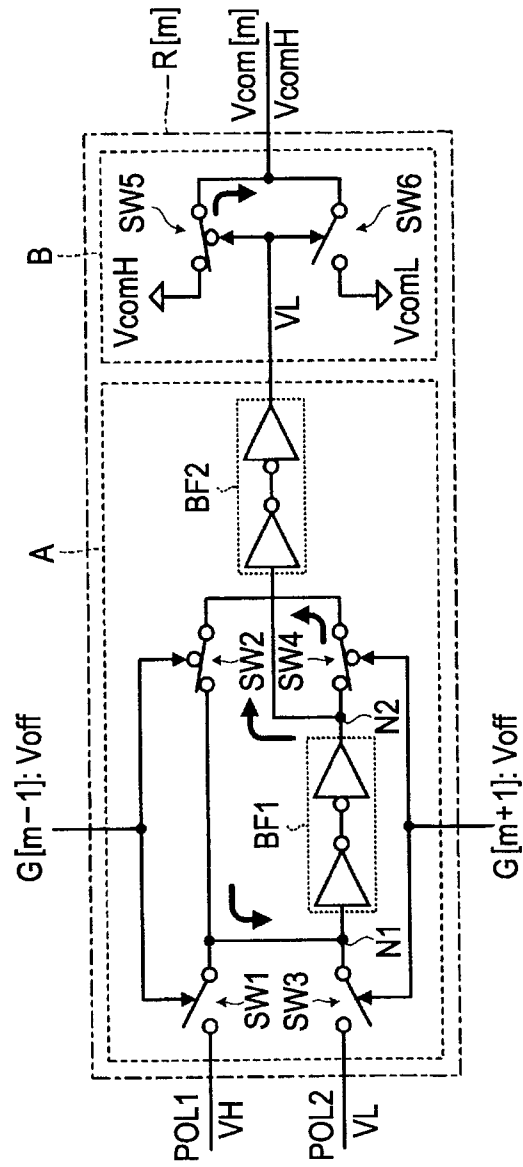 G[m−1]: Voff
A
B
R[m]
POL1
VH
POL2
VL
SW1
SW3
N1
BF1
N2
SW2
SW4
BF2
VL
VcomH
SW5
SW6
VcomL
Vcom[m]
VcomH
G[m+1]: Voff